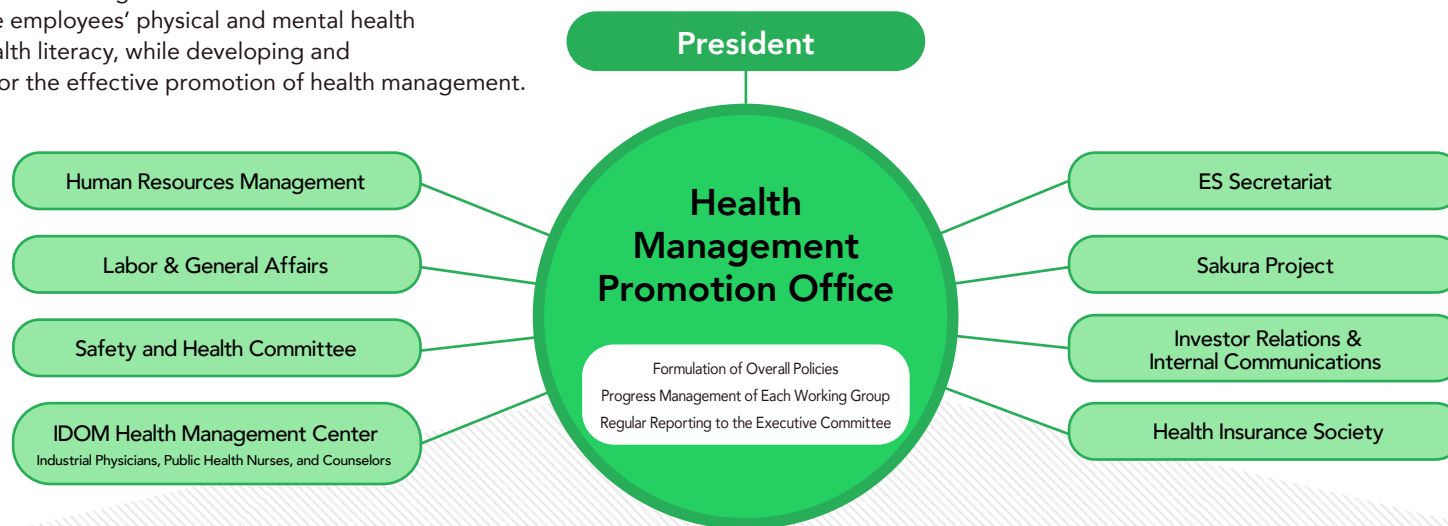 employees' physical and mental health
literacy, while developing and
for the effective promotion of health management.
President
Human Resources Management
Labor & General Affairs
Safety and Health Committee
IDOM Health Management Center
Industrial Physicians, Public Health Nurses, and Counselors
Health
Management
Promotion Office
Formulation of Overall Policies
Progress Management of Each Working Group
Regular Reporting to the Executive Committee
ES Secretariat
Sakura Project
Investor Relations &
Internal Communications
Health Insurance Society